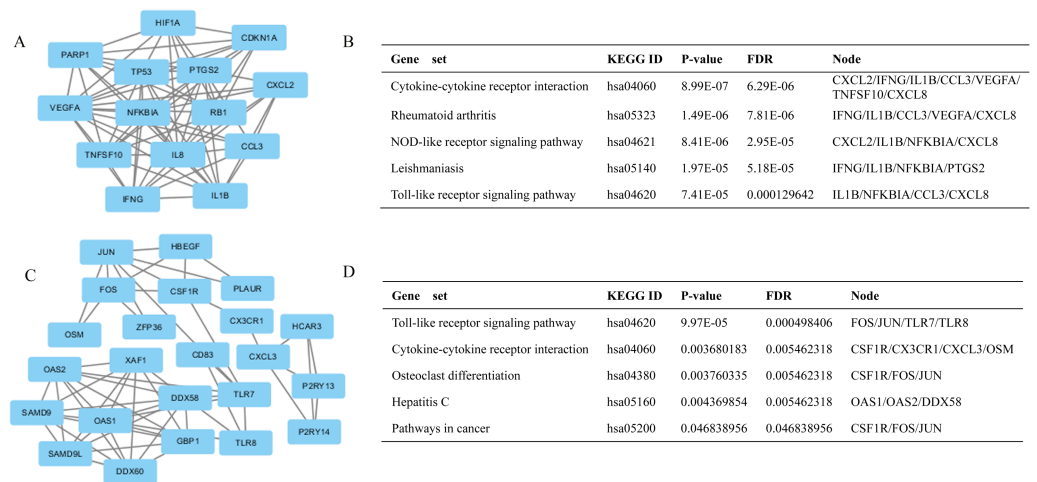 A
HIF1A
CDKN1A
PARP1
TP53
PTGS2
CXCL2
VEGFA
NFKBIA
RB1
TNFSF10
IL8
CCL3
IFNG
IL1B
B
Gene set KEGG ID P-value FDR Node
Cytokine-cytokine receptor interaction hsa04060 8.99E-07 6.29E-06 CXCL2/IFNG/IL1B/CCL3/VEGFA/
TNFSF10/CXCL8
Rheumatoid arthritis hsa05323 1.49E-06 7.81E-06 IFNG/IL1B/CCL3/VEGFA/CXCL8
NOD-like receptor signaling pathway hsa04621 8.41E-06 2.95E-05 CXCL2/IL1B/NFKBIA/CXCL8
Leishmaniasis hsa05140 1.97E-05 5.18E-05 IFNG/IL1B/NFKBIA/PTGS2
Toll-like receptor signaling pathway hsa04620 7.41E-05 0.000129642 IL1B/NFKBIA/CCL3/CXCL8
C
JUN
HBEGF
FOS
CSF1R
PLAUR
OSM
ZFP36
CX3CR1
HCAR3
XAF1
CD83
CXCL3
OAS2
DDX58
TLR7
P2RY13
SAMD9
OAS1
GBP1
TLR8
P2RY14
SAMD9L
DDX60
D
Gene set KEGG ID P-value FDR Node
Toll-like receptor signaling pathway hsa04620 9.97E-05 0.000498406 FOS/JUN/TLR7/TLR8
Cytokine-cytokine receptor interaction hsa04060 0.003680183 0.005462318 CSF1R/CX3CR1/CXCL3/OSM
Osteoclast differentiation hsa04380 0.003760335 0.005462318 CSF1R/FOS/JUN
Hepatitis C hsa05160 0.004369854 0.005462318 OAS1/OAS2/DDX58
Pathways in cancer hsa05200 0.046838956 0.046838956 CSF1R/FOS/JUN